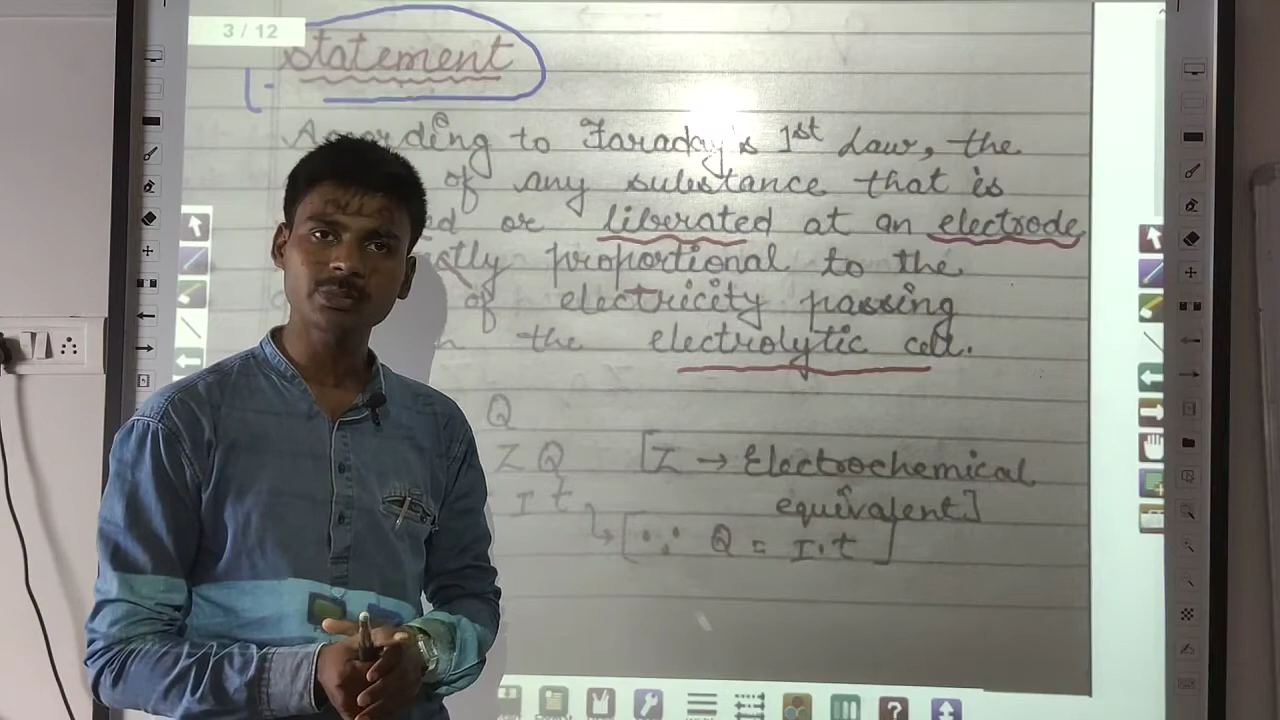 3 / 12
Statement
According to Faraday's 1st Law, the
of any substance that is
or liberated at an electrode
proportional to the
of electricity passing
the electrolytic cell.
Q
Z Q [Z → Electrochemical
I t equivalent]
[∵ Q = I.t]